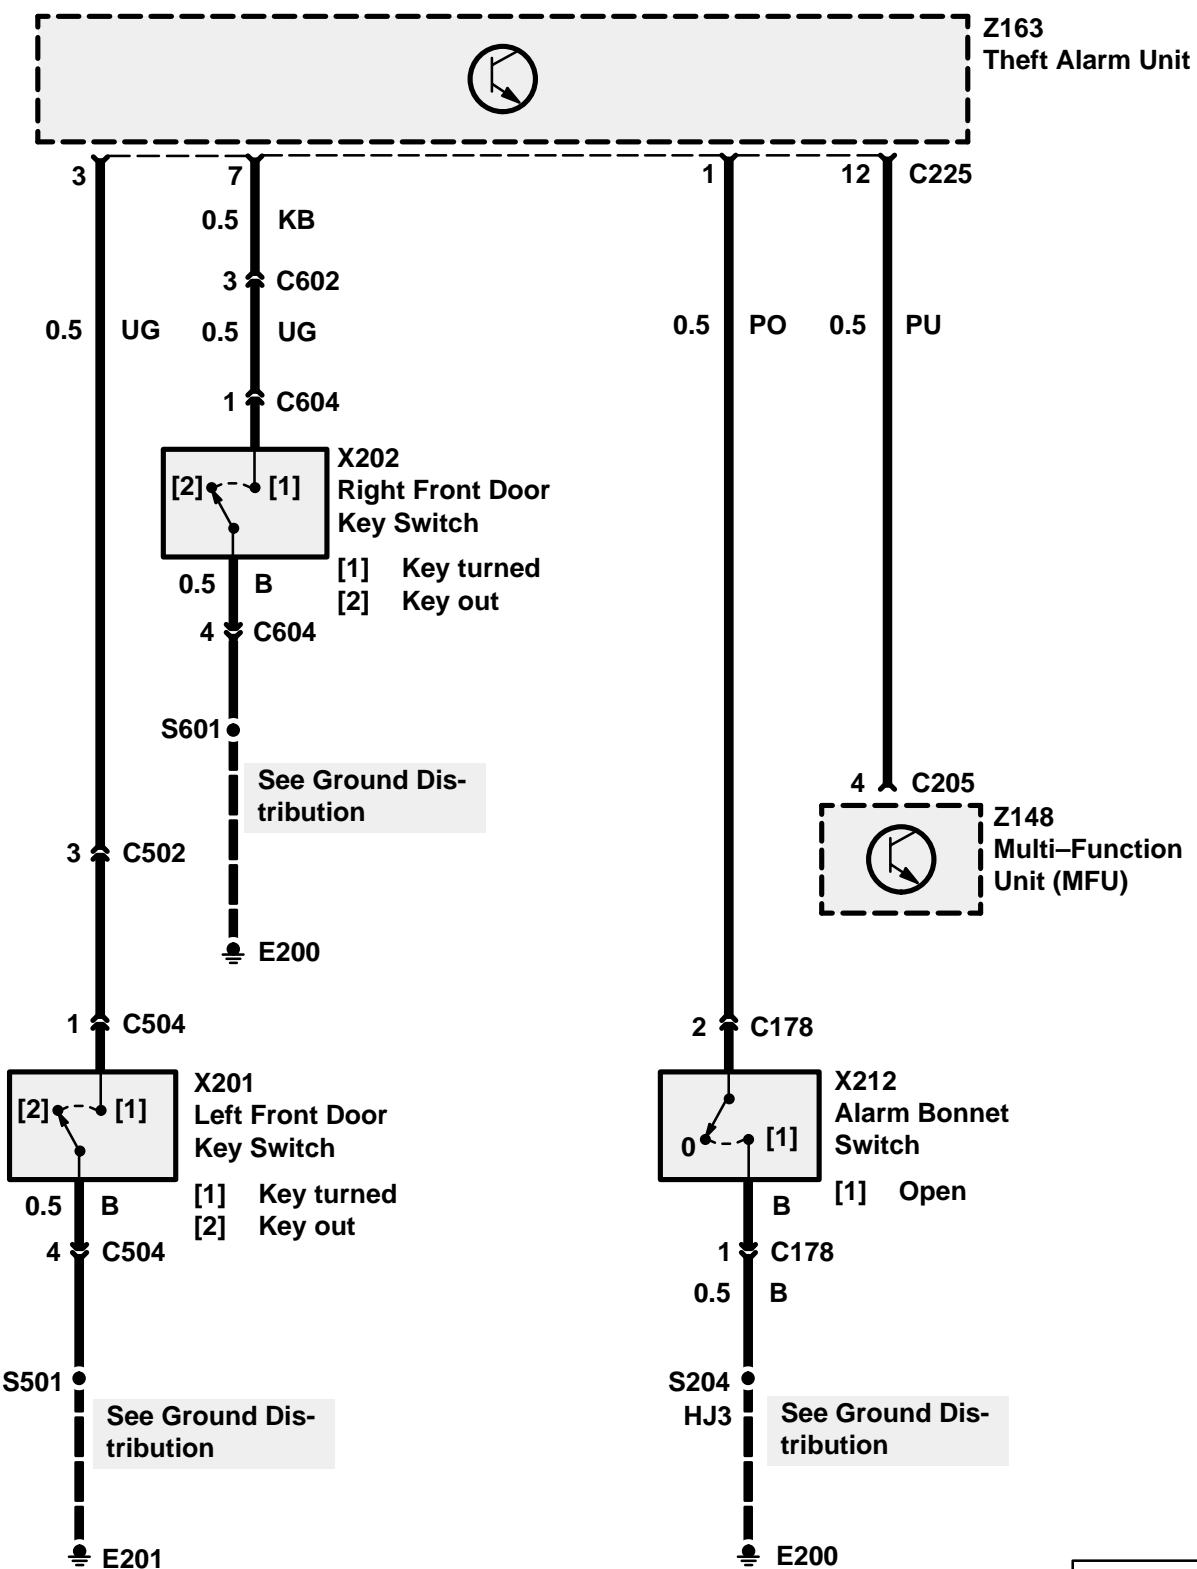 Z163
Theft Alarm Unit
3
7
1
12
C225
0.5
KB
3
C602
0.5
UG
0.5
UG
0.5
PO
0.5
PU
1
C604
X202
Right Front Door
Key Switch
[2]
[1]
[1] Key turned
[2] Key out
0.5
B
4
C604
S601
See Ground Dis-
tribution
E200
4
C205
Z148
Multi–Function
Unit (MFU)
3
C502
1
C504
X201
Left Front Door
Key Switch
[2]
[1]
[1] Key turned
[2] Key out
0.5
B
4
C504
S501
See Ground Dis-
tribution
E201
2
C178
X212
Alarm Bonnet
Switch
0
[1]
[1] Open
B
1
C178
0.5
B
S204
HJ3
See Ground Dis-
tribution
E200